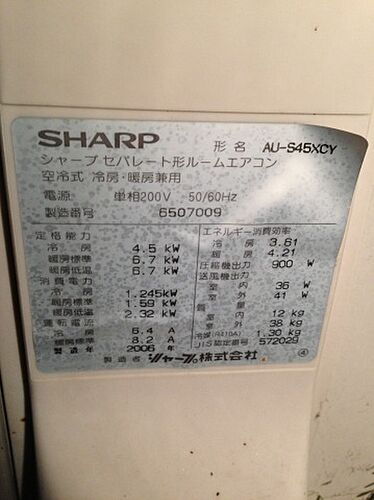 SHARP 形名 AU-S45XCY
シャープセパレート形ルームエアコン
空冷式 冷房・暖房兼用
電源 単相200V 50/60Hz
製造番号 6507009
定格能力
冷房 4.5 kW
暖房標準 6.7 kW
暖房低温 6.7 kW
消費電力
冷房 1.245kW
暖房標準 1.59 kW
暖房低温 2.32 kW
運転電流
冷房 6.4 A
暖房標準 8.2 A
製造年 2006 年
エネルギー消費効率
冷房 3.61
暖房 4.21
圧縮機出力 900 W
送風機出力
室内 36 W
室外 41 W
質量
室内 12 kg
室外 38 kg
冷媒(R410A) 1.30 kg
JIS認定番号 572029
製造者 シャープ株式会社 ④